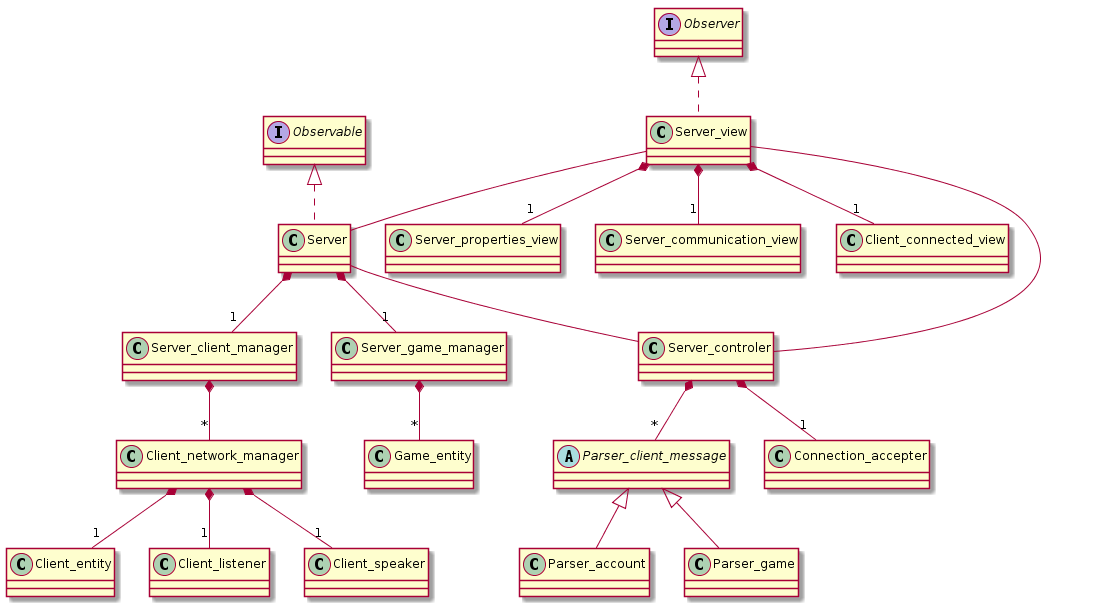 I Observer
I Observable
C Server_view
1
1
1
C Server
C Server_properties_view
C Server_communication_view
C Client_connected_view
1
1
C Server_client_manager
C Server_game_manager
C Server_controler
*
*
*
1
C Client_network_manager
C Game_entity
A Parser_client_message
C Connection_accepter
1
1
1
C Client_entity
C Client_listener
C Client_speaker
C Parser_account
C Parser_game